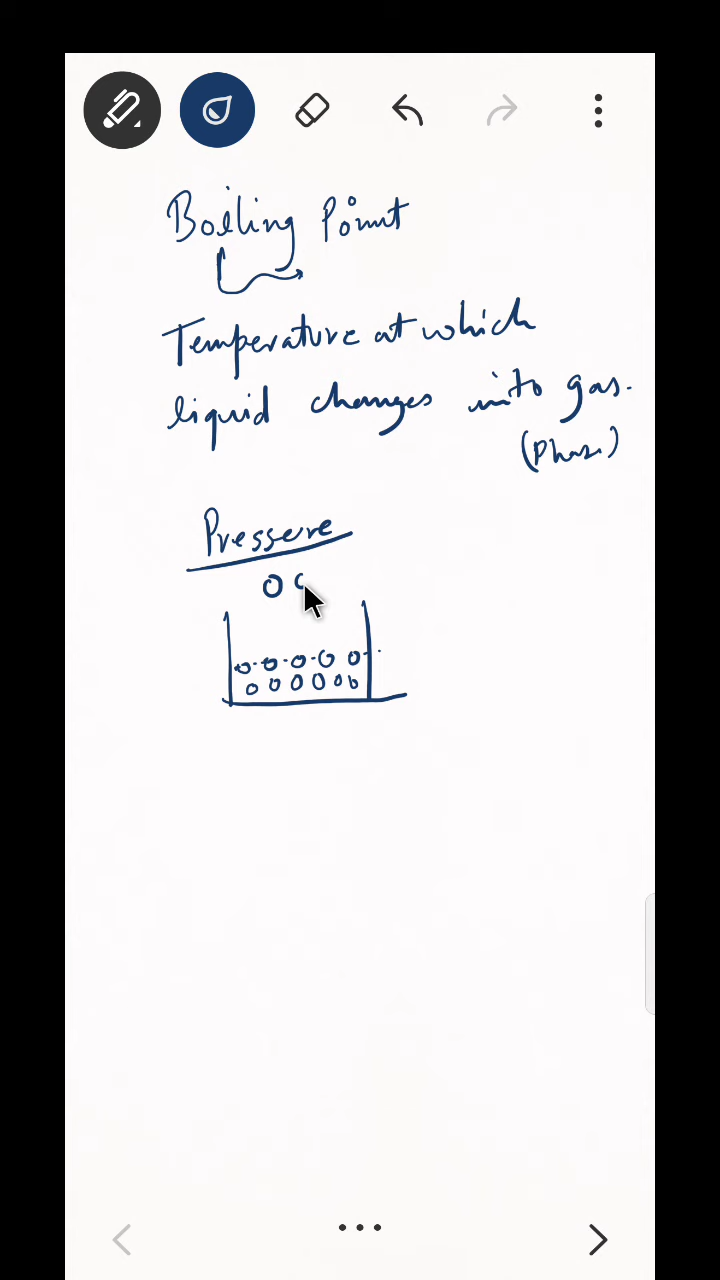 Boiling Point
Temperature at which
liquid changes into gas.
(Phase)
Pressure